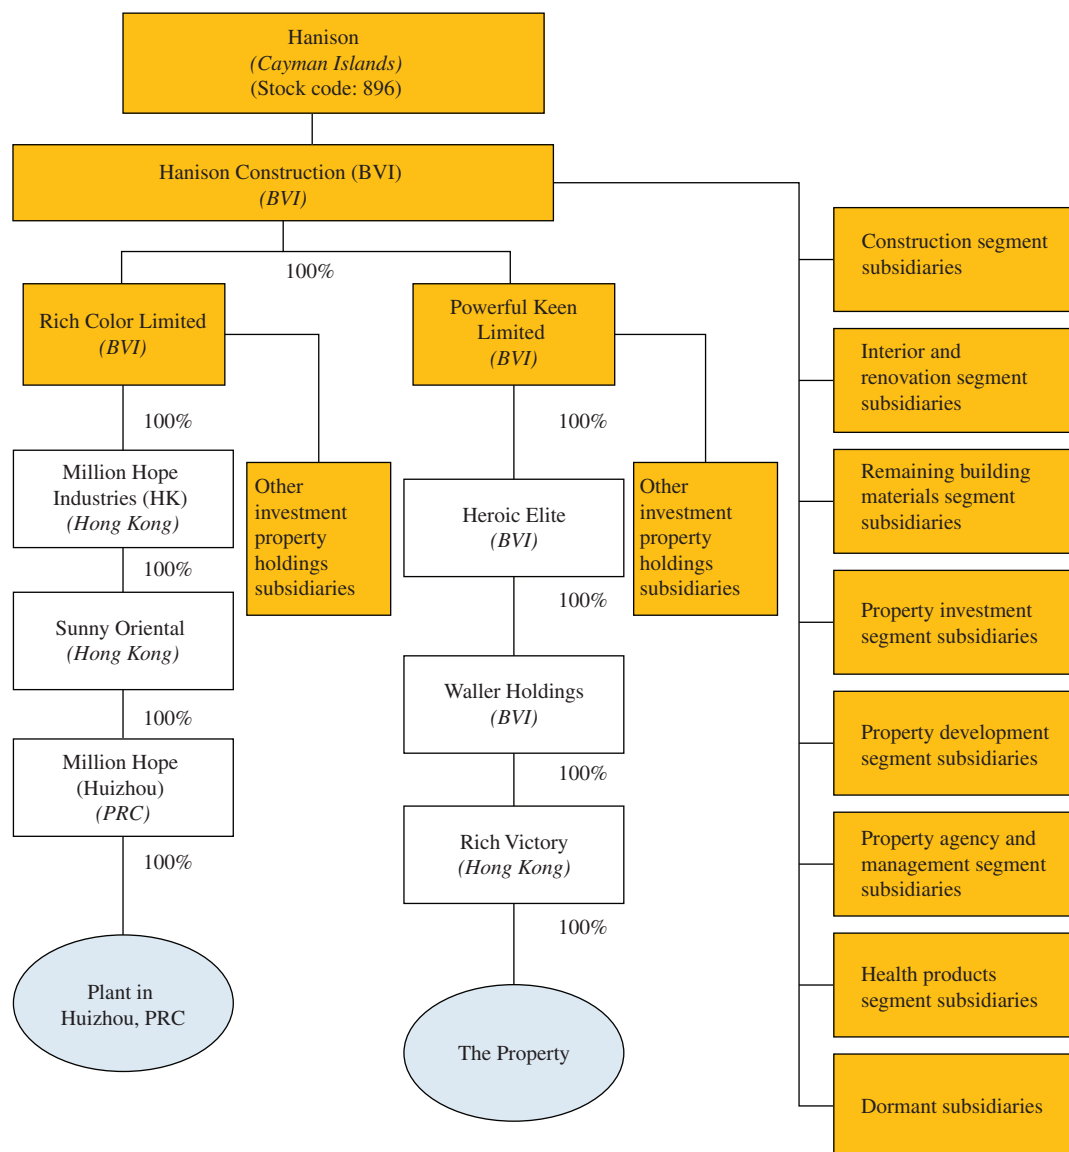 Hanison
(Cayman Islands)
(Stock code: 896)
Hanison Construction (BVI)
(BVI)
100%
Rich Color Limited
(BVI)
100%
Million Hope
Industries (HK)
(Hong Kong)
100%
Sunny Oriental
(Hong Kong)
100%
Million Hope
(Huizhou)
(PRC)
100%
Plant in
Huizhou, PRC
Other
investment
property
holdings
subsidiaries
Powerful Keen
Limited
(BVI)
100%
Heroic Elite
(BVI)
100%
Waller Holdings
(BVI)
100%
Rich Victory
(Hong Kong)
100%
The Property
Other
investment
property
holdings
subsidiaries
Construction segment
subsidiaries
Interior and
renovation segment
subsidiaries
Remaining building
materials segment
subsidiaries
Property investment
segment subsidiaries
Property development
segment subsidiaries
Property agency and
management segment
subsidiaries
Health products
segment subsidiaries
Dormant subsidiaries